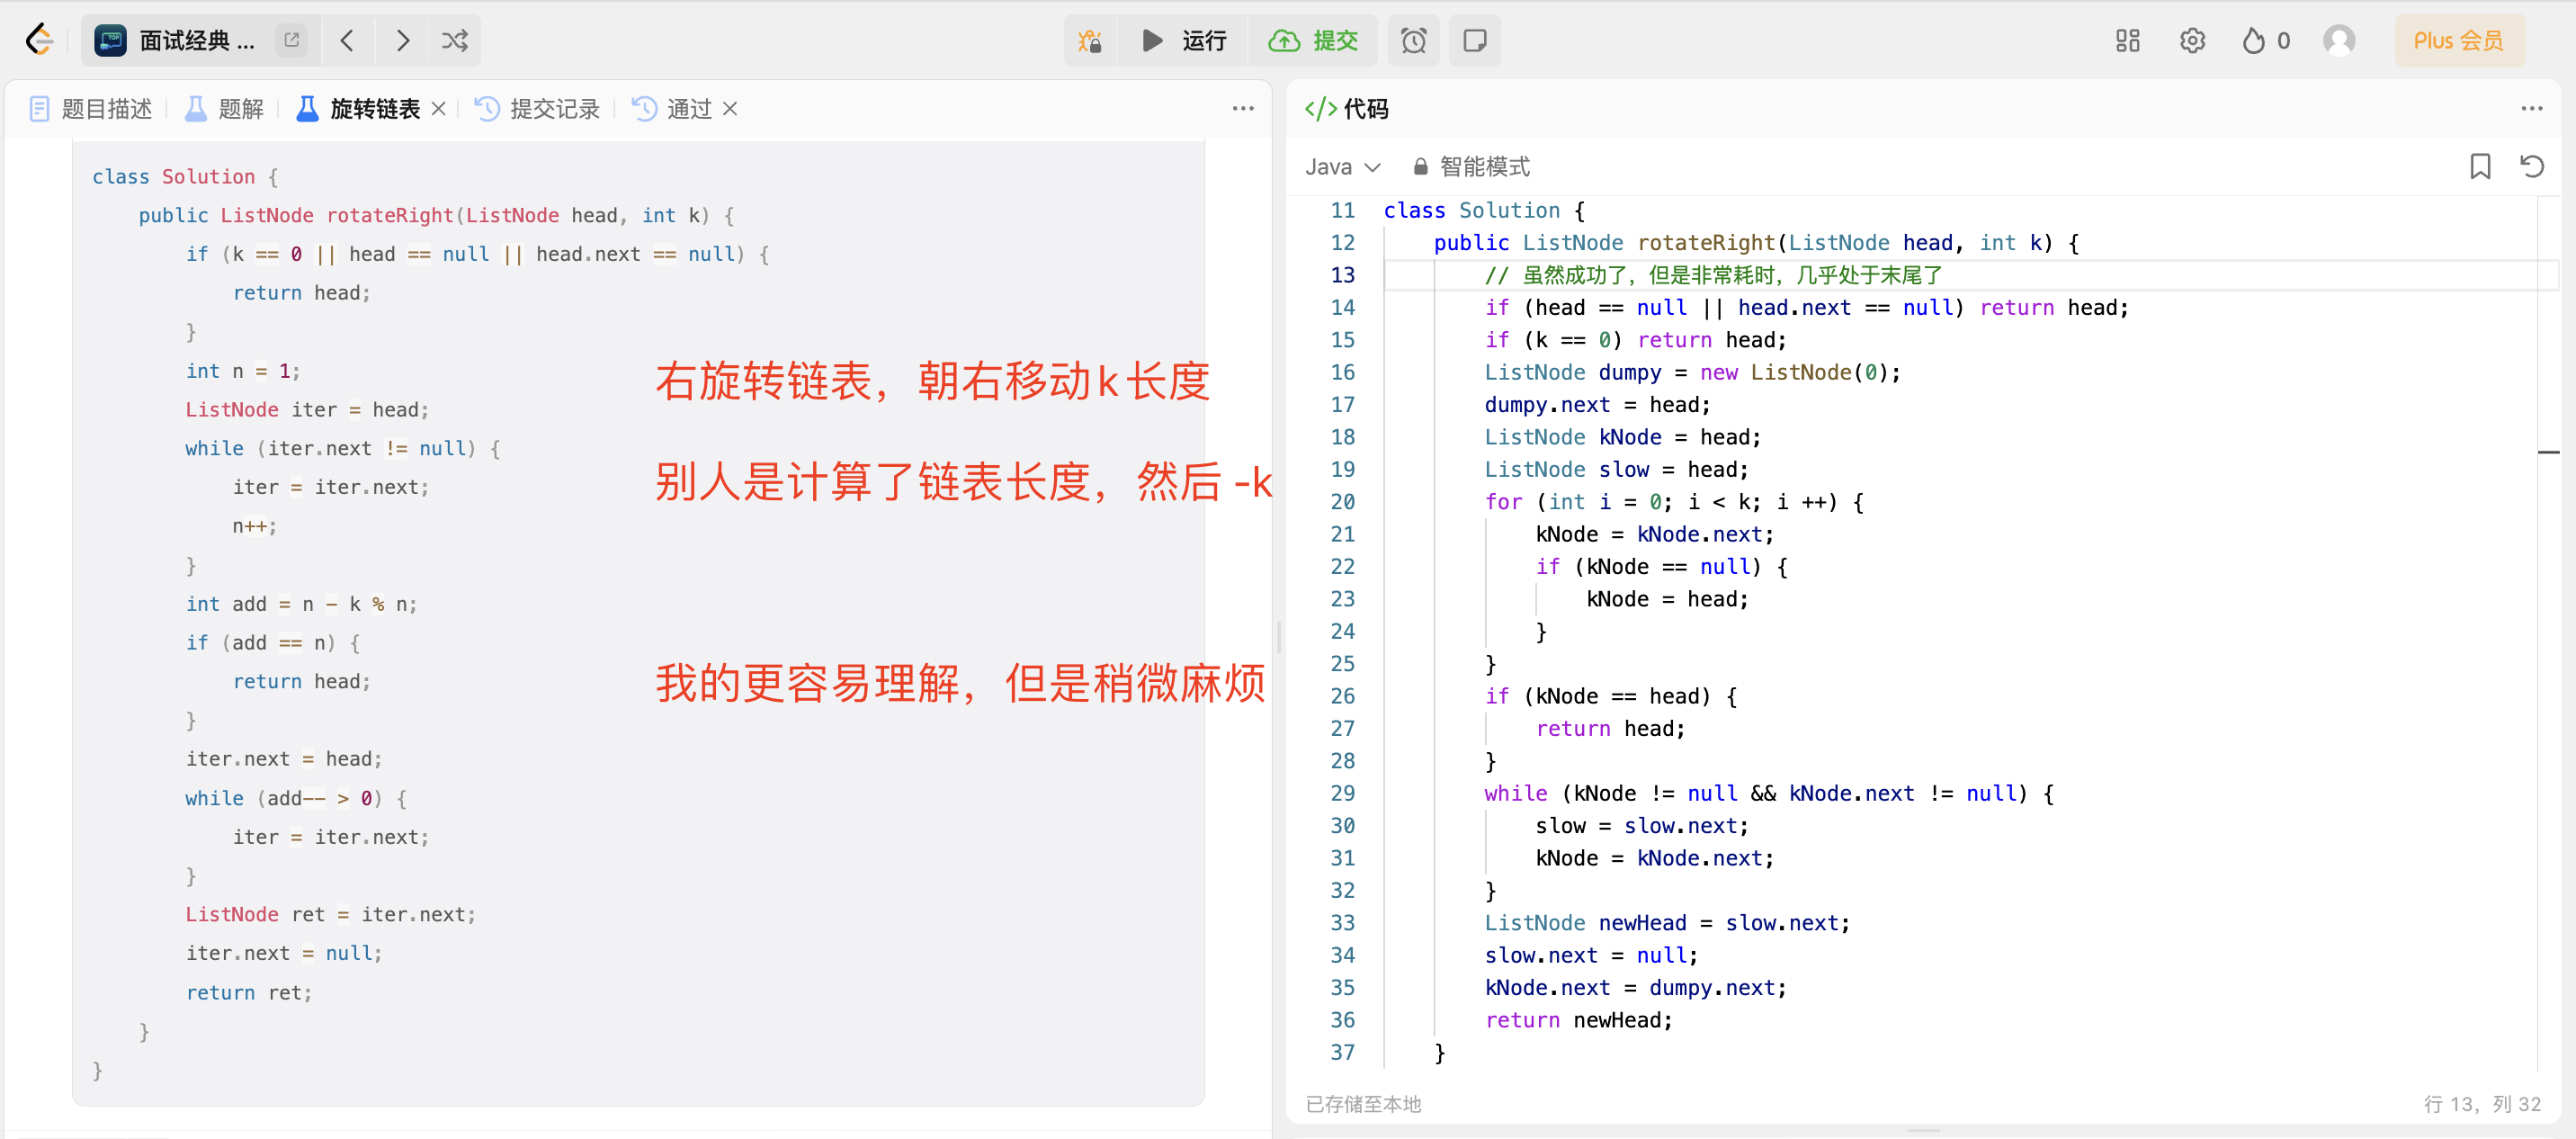 面试经典 ...
运行
提交
0
Plus 会员
题目描述
题解
旋转链表
提交记录
通过
class Solution {
    public ListNode rotateRight(ListNode head, int k) {
        if (k == 0 || head == null || head.next == null) {
            return head;
        }
        int n = 1;
        ListNode iter = head;
        while (iter.next != null) {
            iter = iter.next;
            n++;
        }
        int add = n - k % n;
        if (add == n) {
            return head;
        }
        iter.next = head;
        while (add-- > 0) {
            iter = iter.next;
        }
        ListNode ret = iter.next;
        iter.next = null;
        return ret;
    }
}
右旋转链表，朝右移动k长度
别人是计算了链表长度，然后 -k
我的更容易理解，但是稍微麻烦
</> 代码
Java 智能模式
11 class Solution {
12     public ListNode rotateRight(ListNode head, int k) {
13         // 虽然成功了，但是非常耗时，几乎处于末尾了
14         if (head == null || head.next == null) return head;
15         if (k == 0) return head;
16         ListNode dumpy = new ListNode(0);
17         dumpy.next = head;
18         ListNode kNode = head;
19         ListNode slow = head;
20         for (int i = 0; i < k; i ++) {
21             kNode = kNode.next;
22             if (kNode == null) {
23                 kNode = head;
24             }
25         }
26         if (kNode == head) {
27             return head;
28         }
29         while (kNode != null && kNode.next != null) {
30             slow = slow.next;
31             kNode = kNode.next;
32         }
33         ListNode newHead = slow.next;
34         slow.next = null;
35         kNode.next = dumpy.next;
36         return newHead;
37     }
已存储至本地
行 13，列 32